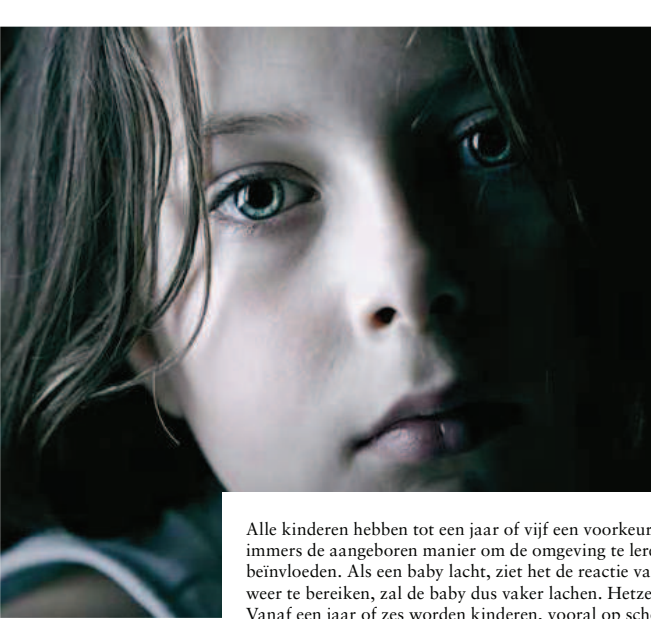 Alle kinderen hebben tot een jaar of vijf een voorkeur
immers de aangeboren manier om de omgeving te
beïnvloeden. Als een baby lacht, ziet het de reactie
weer te bereiken, zal de baby dus vaker lachen.
Vanaf een jaar of zes worden kinderen, vooral op